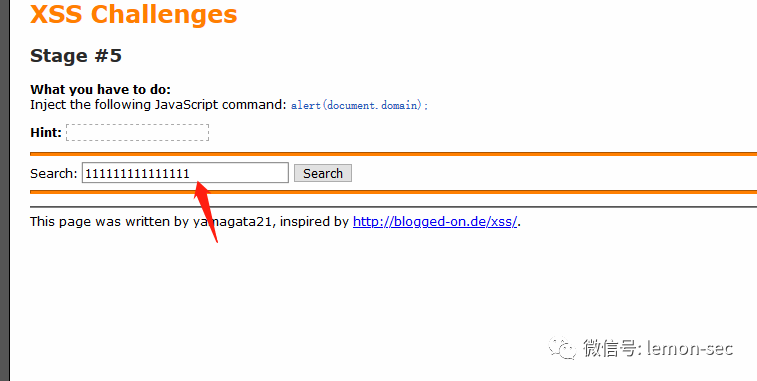 XSS Challenges
Stage #5
What you have to do:
Inject the following JavaScript command: alert(document.domain);
Hint:
Search: 111111111111111 Search
This page was written by yamagata21, inspired by http://blogged-on.de/xss/.
微信号: lemon-sec